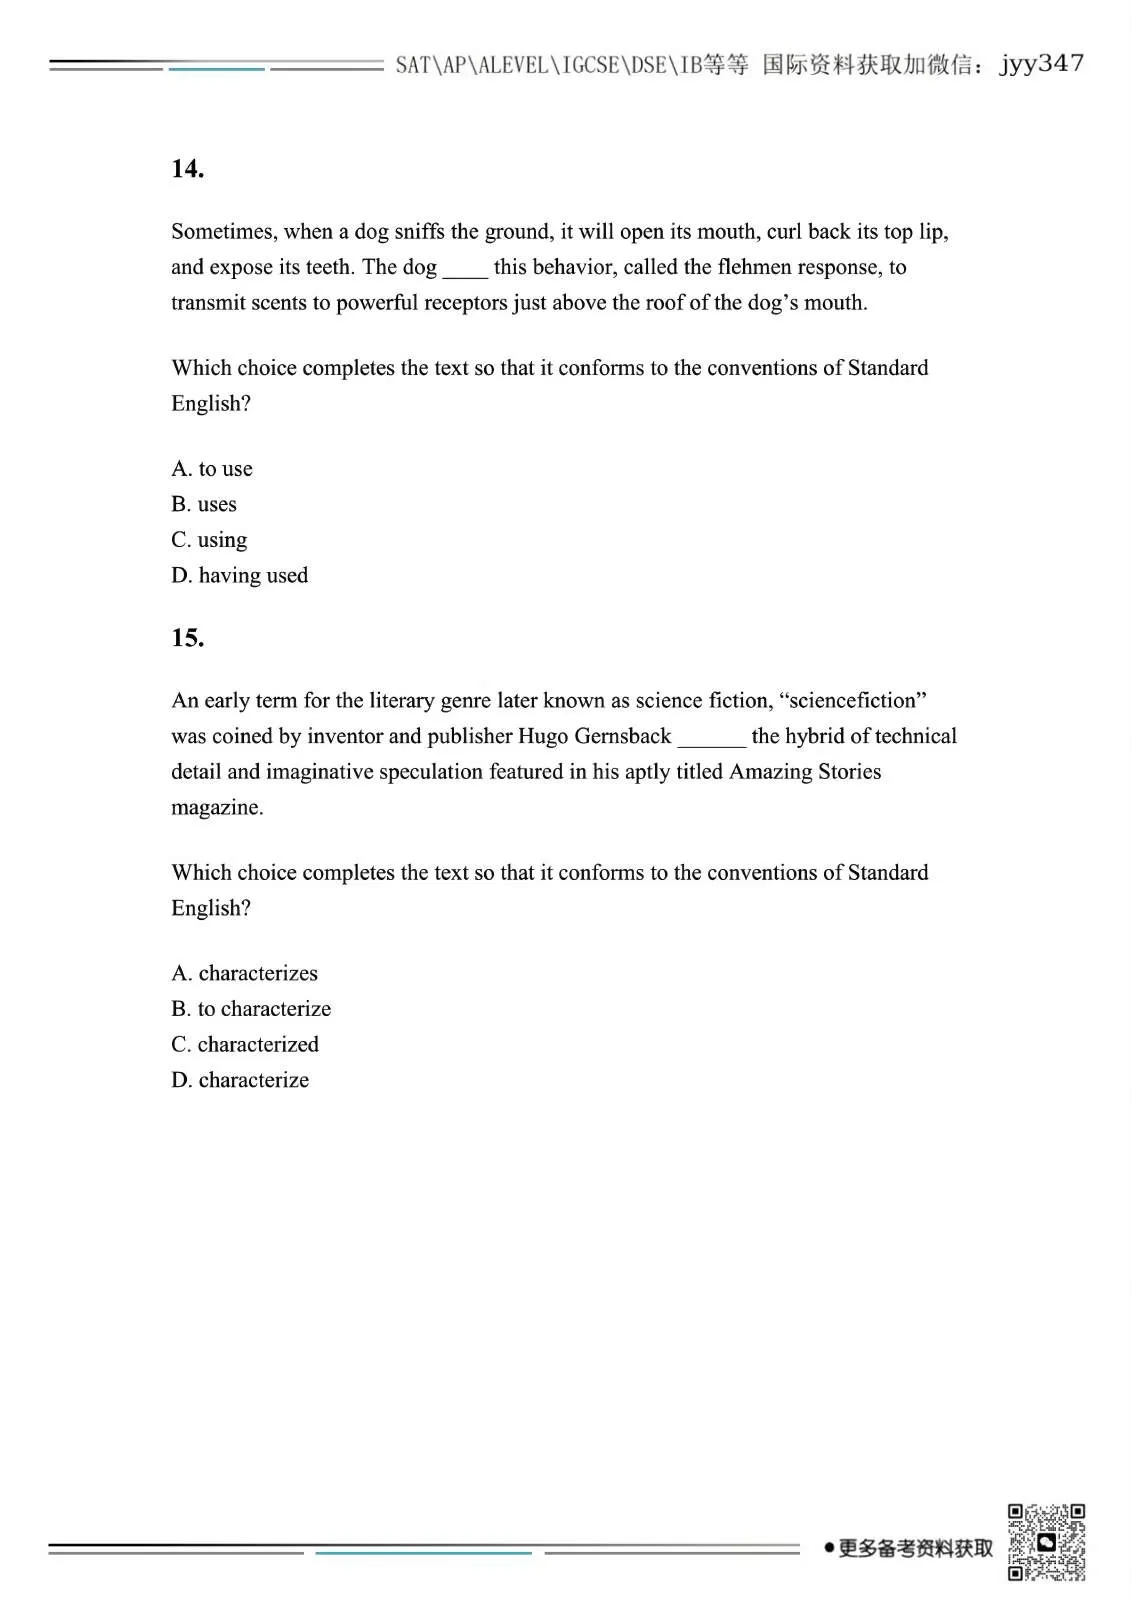 SAT\AP\ALEVEL\IGCSE\DSE\IB等等 国际资料获取加微信：jyy347
14.
Sometimes, when a dog sniffs the ground, it will open its mouth, curl back its top lip,
and expose its teeth. The dog ____ this behavior, called the flehmen response, to
transmit scents to powerful receptors just above the roof of the dog’s mouth.
Which choice completes the text so that it conforms to the conventions of Standard
English?
A. to use
B. uses
C. using
D. having used
15.
An early term for the literary genre later known as science fiction, “sciencefiction”
was coined by inventor and publisher Hugo Gernsback ______ the hybrid of technical
detail and imaginative speculation featured in his aptly titled Amazing Stories
magazine.
Which choice completes the text so that it conforms to the conventions of Standard
English?
A. characterizes
B. to characterize
C. characterized
D. characterize
●更多备考资料获取